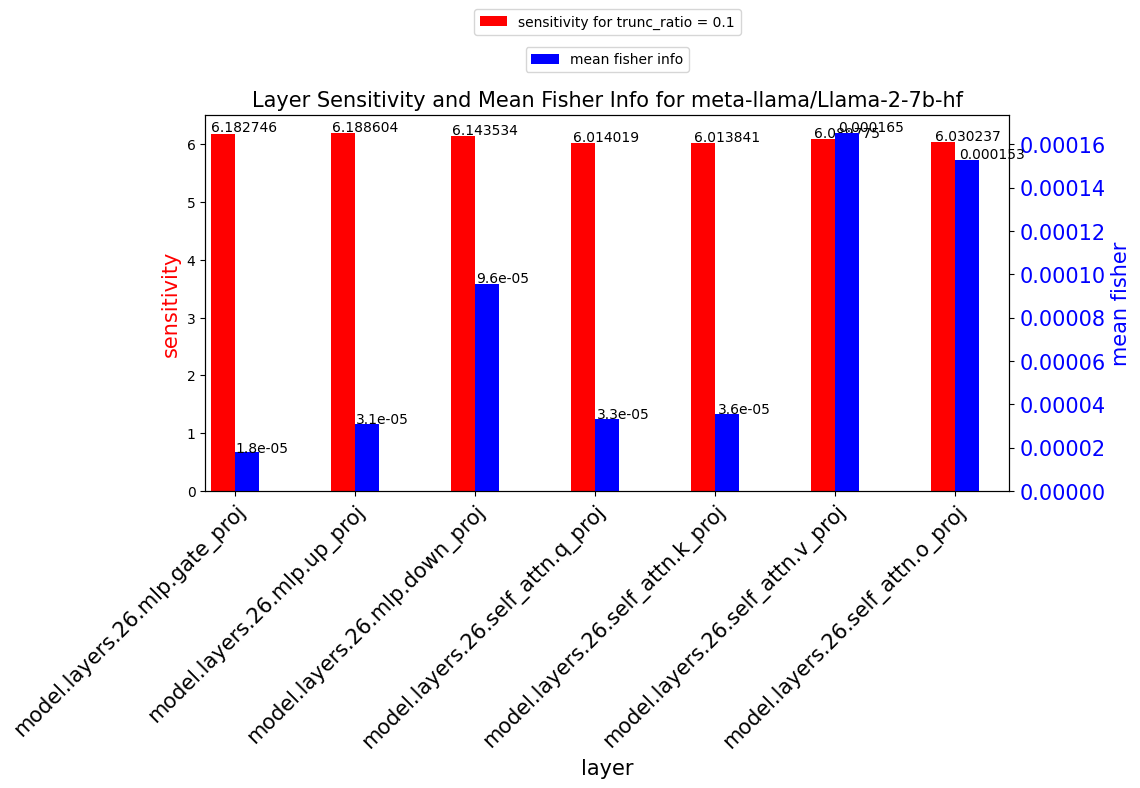 sensitivity for trunc_ratio = 0.1
mean fisher info
Layer Sensitivity and Mean Fisher Info for meta-llama/Llama-2-7b-hf
6.182746
6.188604
6.143534
6.014019
6.013841
0.000165
6.030237
0.000153
9.6e-05
1.8e-05
3.1e-05
3.3e-05
3.6e-05
6
5
4
3
2
1
0
sensitivity
0.00016
0.00014
0.00012
0.00010
0.00008
0.00006
0.00004
0.00002
0.00000
mean fisher
model.layers.26.mlp.gate_proj
model.layers.26.mlp.up_proj
model.layers.26.mlp.down_proj
model.layers.26.self_attn.q_proj
model.layers.26.self_attn.k_proj
model.layers.26.self_attn.v_proj
model.layers.26.self_attn.o_proj
layer